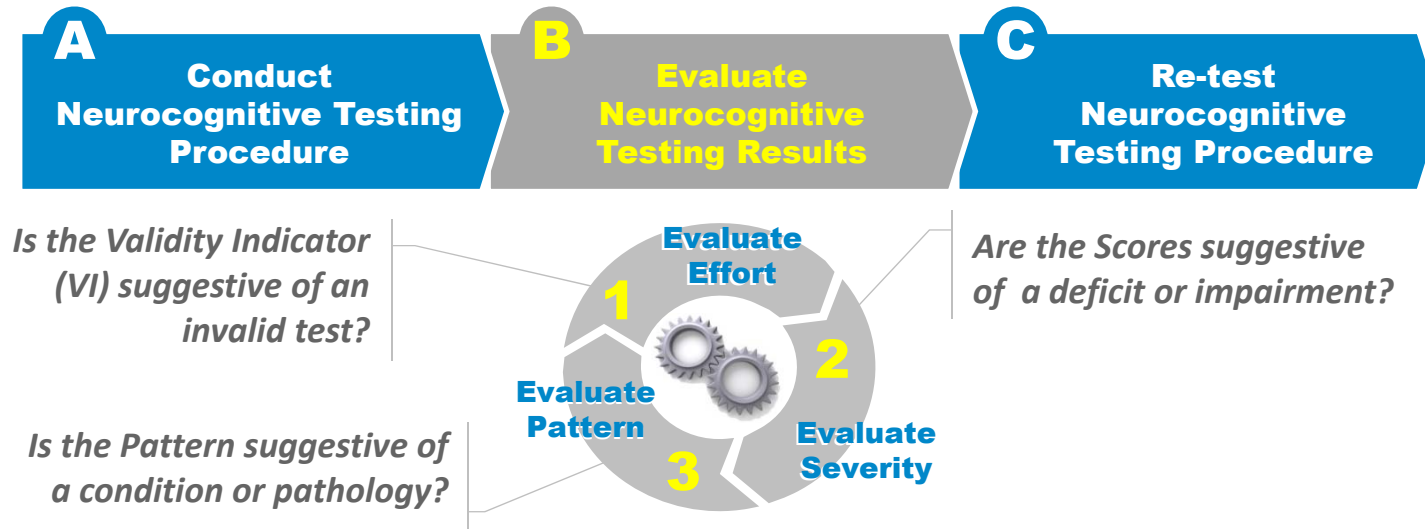 A
Conduct
Neurocognitive Testing
Procedure
B
Evaluate
Neurocognitive
Testing Results
C
Re-test
Neurocognitive
Testing Procedure
Is the Validity Indicator
(VI) suggestive of an
invalid test?
1
Evaluate
Effort
Are the Scores suggestive
of a deficit or impairment?
2
Evaluate
Severity
Evaluate
Pattern
3
Is the Pattern suggestive of
a condition or pathology?